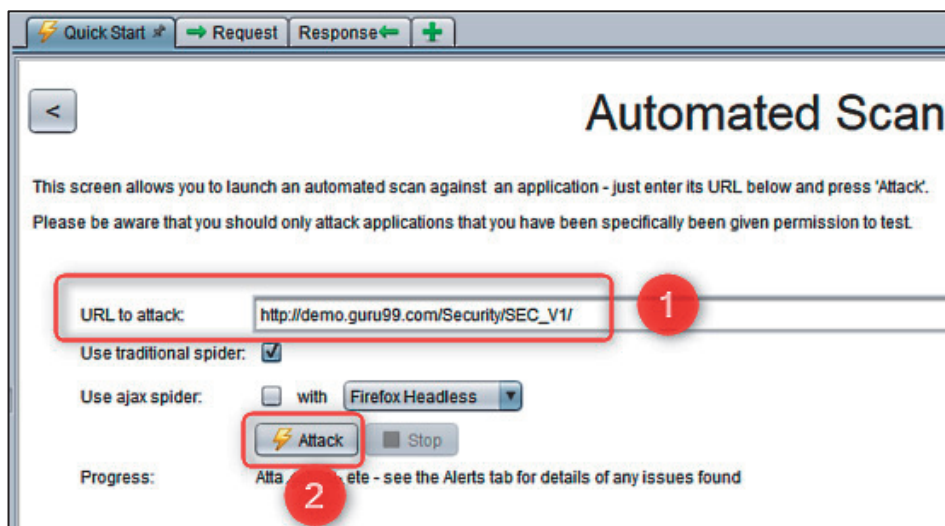 Quick Start Request Response +
< Automated Scan
This screen allows you to launch an automated scan against an application - just enter its URL below and press 'Attack'.
Please be aware that you should only attack applications that you have been specifically been given permission to test.
URL to attack: http://demo.guru99.com/Security/SEC_V1/ 1
Use traditional spider:
Use ajax spider: with Firefox Headless
Attack Stop
Progress: Atta ete - see the Alerts tab for details of any issues found
2